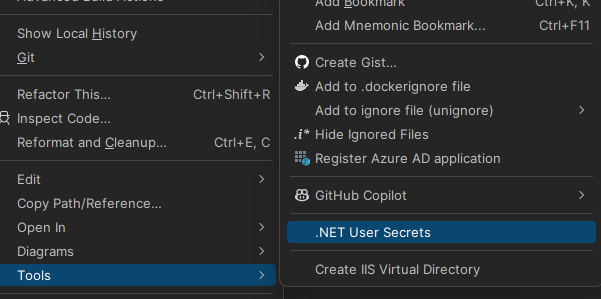 Advanced Build Actions
Show Local History
Git
Refactor This... Ctrl+Shift+R
Inspect Code...
Reformat and Cleanup... Ctrl+E, C
Edit
Copy Path/Reference...
Open In
Diagrams
Tools
Add Bookmark Ctrl+K, K
Add Mnemonic Bookmark... Ctrl+F11
Create Gist...
Add to .dockerignore file
Add to ignore file (unignore)
.i* Hide Ignored Files
Register Azure AD application
GitHub Copilot
.NET User Secrets
Create IIS Virtual Directory